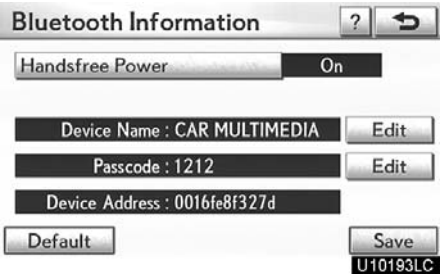 Bluetooth Information ?
Handsfree Power On
Device Name : CAR MULTIMEDIA Edit
Passcode : 1212 Edit
Device Address : 0016fe8f327d
Default Save
U10193LC